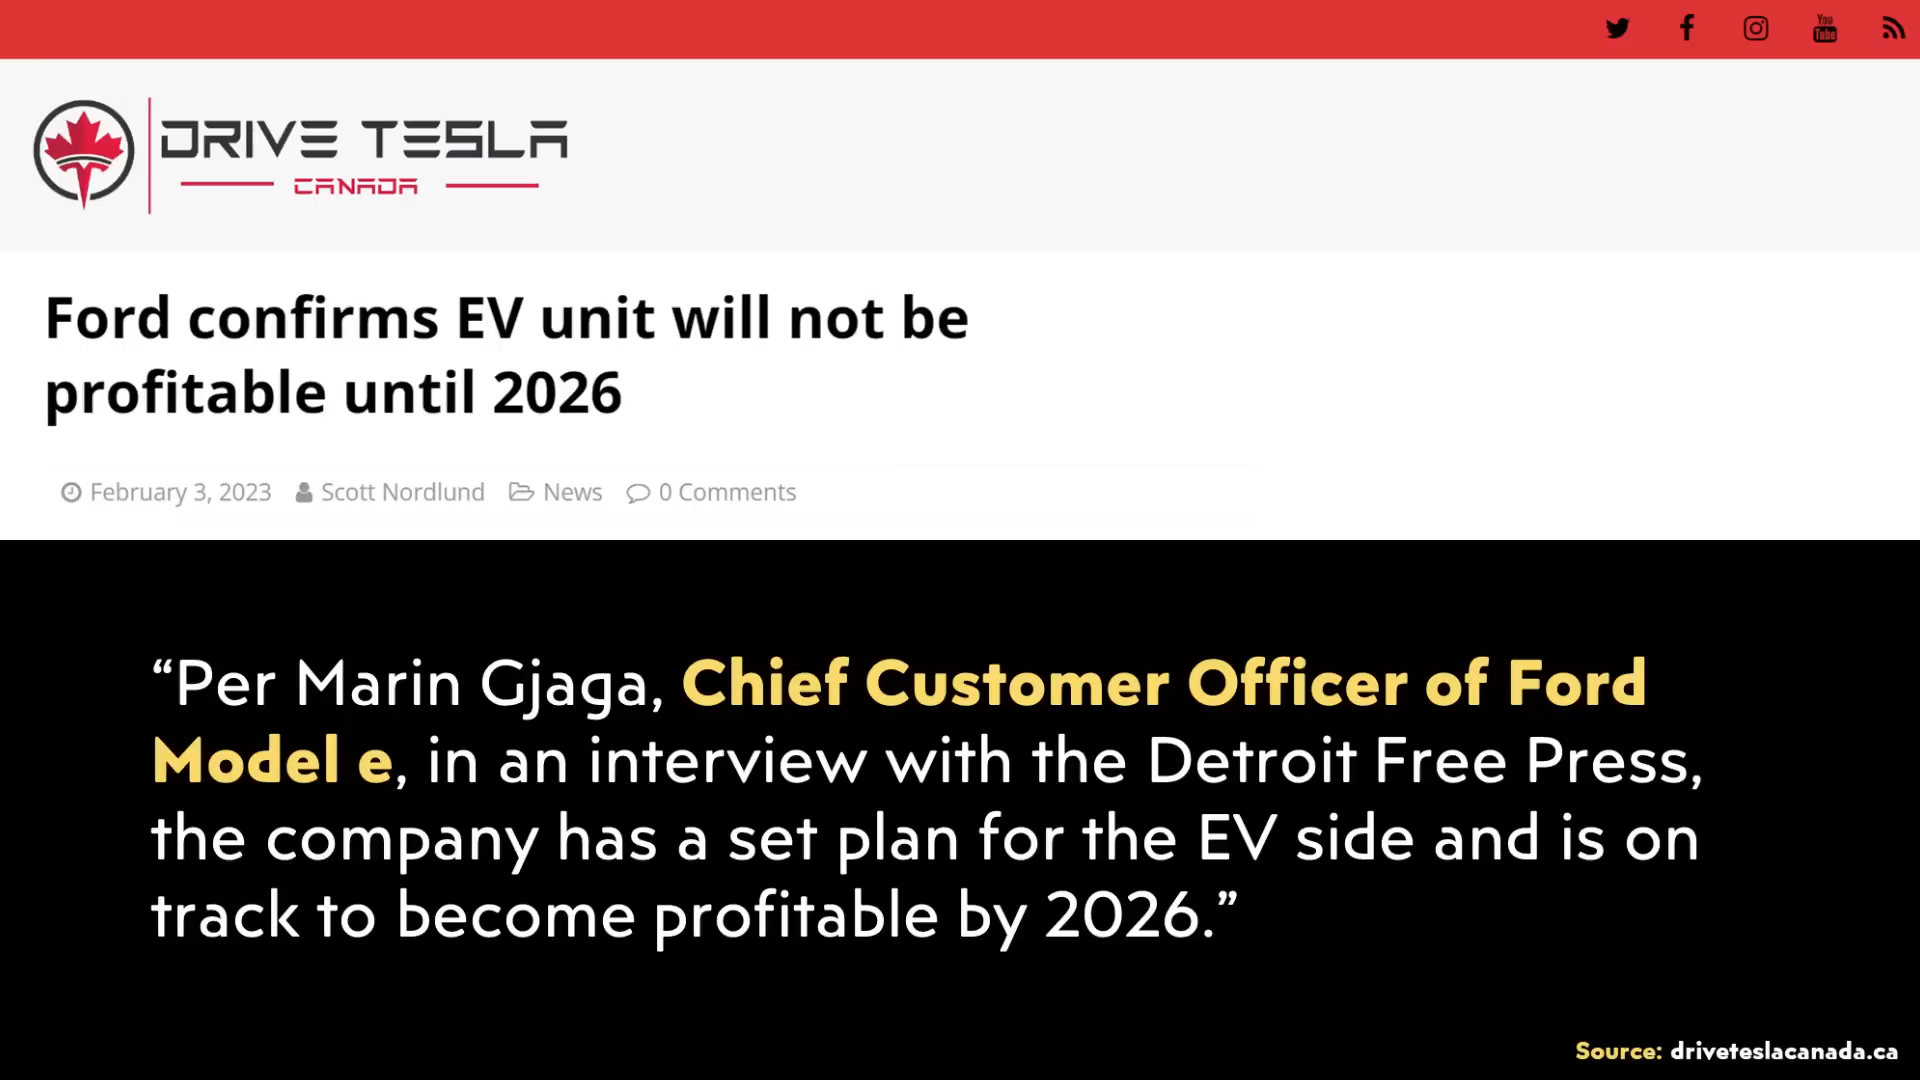 You
Tube
DRIVE TESLA
CANADA
Ford confirms EV unit will not be
profitable until 2026
February 3, 2023 Scott Nordlund News 0 Comments
“Per Marin Gjaga, Chief Customer Officer of Ford
Model e, in an interview with the Detroit Free Press,
the company has a set plan for the EV side and is on
track to become profitable by 2026.”
Source: driveteslacanada.ca